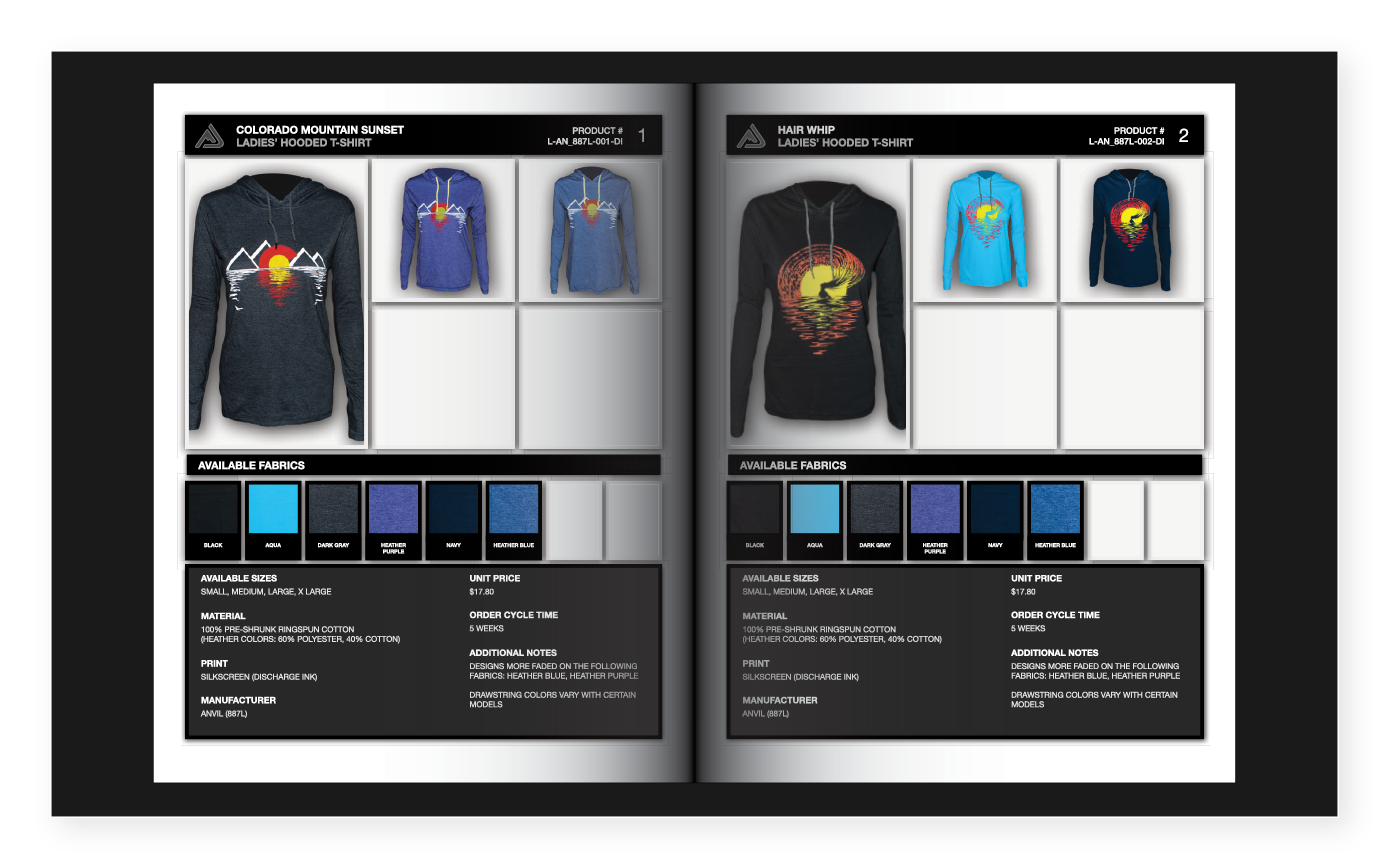 COLORADO MOUNTAIN SUNSET
LADIES' HOODED T-SHIRT
PRODUCT #
L-AN_887L-001-DI
1
AVAILABLE FABRICS
BLACK
AQUA
DARK GRAY
HEATHER
PURPLE
NAVY
HEATHER BLUE
AVAILABLE SIZES
SMALL, MEDIUM, LARGE, X LARGE
MATERIAL
100% PRE-SHRUNK RINGSPUN COTTON
(HEATHER COLORS: 60% POLYESTER, 40% COTTON)
PRINT
SILKSCREEN (DISCHARGE INK)
MANUFACTURER
ANVIL (887L)
UNIT PRICE
$17.80
ORDER CYCLE TIME
5 WEEKS
ADDITIONAL NOTES
DESIGNS MORE FADED ON THE FOLLOWING
FABRICS: HEATHER BLUE, HEATHER PURPLE
DRAWSTRING COLORS VARY WITH CERTAIN
MODELS
HAIR WHIP
LADIES' HOODED T-SHIRT
PRODUCT #
L-AN_887L-002-DI
2
AVAILABLE FABRICS
BLACK
AQUA
DARK GRAY
HEATHER
PURPLE
NAVY
HEATHER BLUE
AVAILABLE SIZES
SMALL, MEDIUM, LARGE, X LARGE
MATERIAL
100% PRE-SHRUNK RINGSPUN COTTON
(HEATHER COLORS: 60% POLYESTER, 40% COTTON)
PRINT
SILKSCREEN (DISCHARGE INK)
MANUFACTURER
ANVIL (887L)
UNIT PRICE
$17.80
ORDER CYCLE TIME
5 WEEKS
ADDITIONAL NOTES
DESIGNS MORE FADED ON THE FOLLOWING
FABRICS: HEATHER BLUE, HEATHER PURPLE
DRAWSTRING COLORS VARY WITH CERTAIN
MODELS